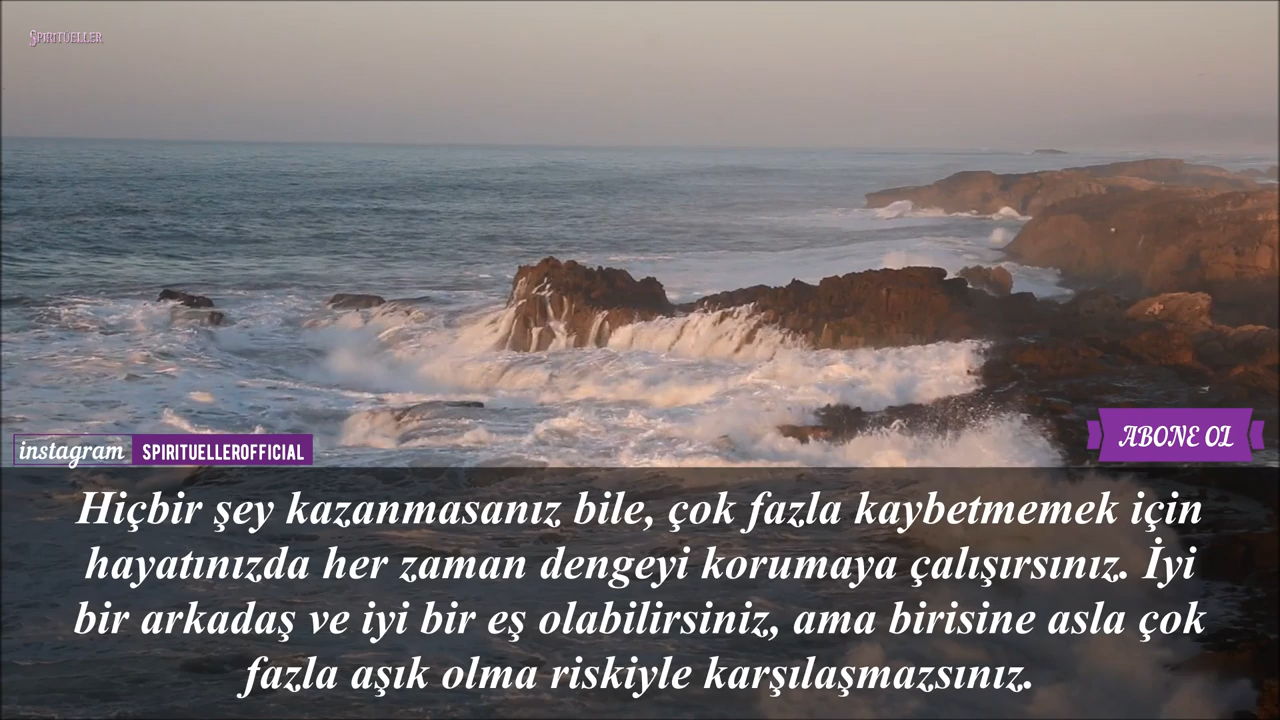 SPIRITUELLER
instagram SPIRITUELLEROFFICIAL
ABONE OL
Hiçbir şey kazanmasanız bile, çok fazla kaybetmemek için
hayatınızda her zaman dengeyi korumaya çalışırsınız. İyi
bir arkadaş ve iyi bir eş olabilirsiniz, ama birisine asla çok
fazla aşık olma riskiyle karşılaşmazsınız.